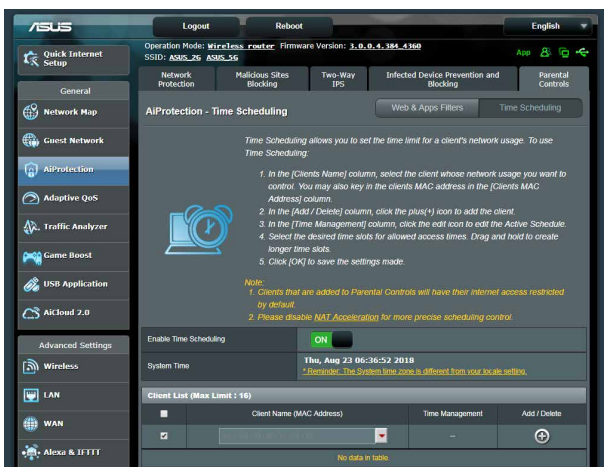 ASUS
Logout
Reboot
English
Quick Internet
Setup
Operation Mode: Wireless router Firmware Version: 3.0.0.4.384_4360
SSID: ASUS_2G ASUS_5G
App
Network
Protection
Malicious Sites
Blocking
Two-Way
IPS
Infected Device Prevention and
Blocking
Parental
Controls
General
Network Map
Guest Network
AiProtection
Adaptive QoS
Traffic Analyzer
Game Boost
USB Application
AiCloud 2.0
Advanced Settings
Wireless
LAN
WAN
Alexa & IFTTT
AiProtection - Time Scheduling
Web & Apps Filters
Time Scheduling
Time Scheduling allows you to set the time limit for a client's network usage. To use
Time Scheduling:
1. In the [Clients Name] column, select the client whose network usage you want to
control. You may also key in the clients MAC address in the [Clients MAC
Address] column.
2. In the [Add / Delete] column, click the plus(+) icon to add the client.
3. In the [Time Management] column, click the edit icon to edit the Active Schedule.
4. Select the desired time slots for allowed access times. Drag and hold to create
longer time slots.
5. Click [OK] to save the settings made.
Note:
1. Clients that are added to Parental Controls will have their internet access restricted
by default.
2. Please disable NAT Acceleration for more precise scheduling control.
Enable Time Scheduling
ON
System Time
Thu, Aug 23 06:36:52 2018
* Reminder: The System time zone is different from your locale setting.
Client List (Max Limit : 16)
Client Name (MAC Address)
Time Management
Add / Delete
--
No data in table.